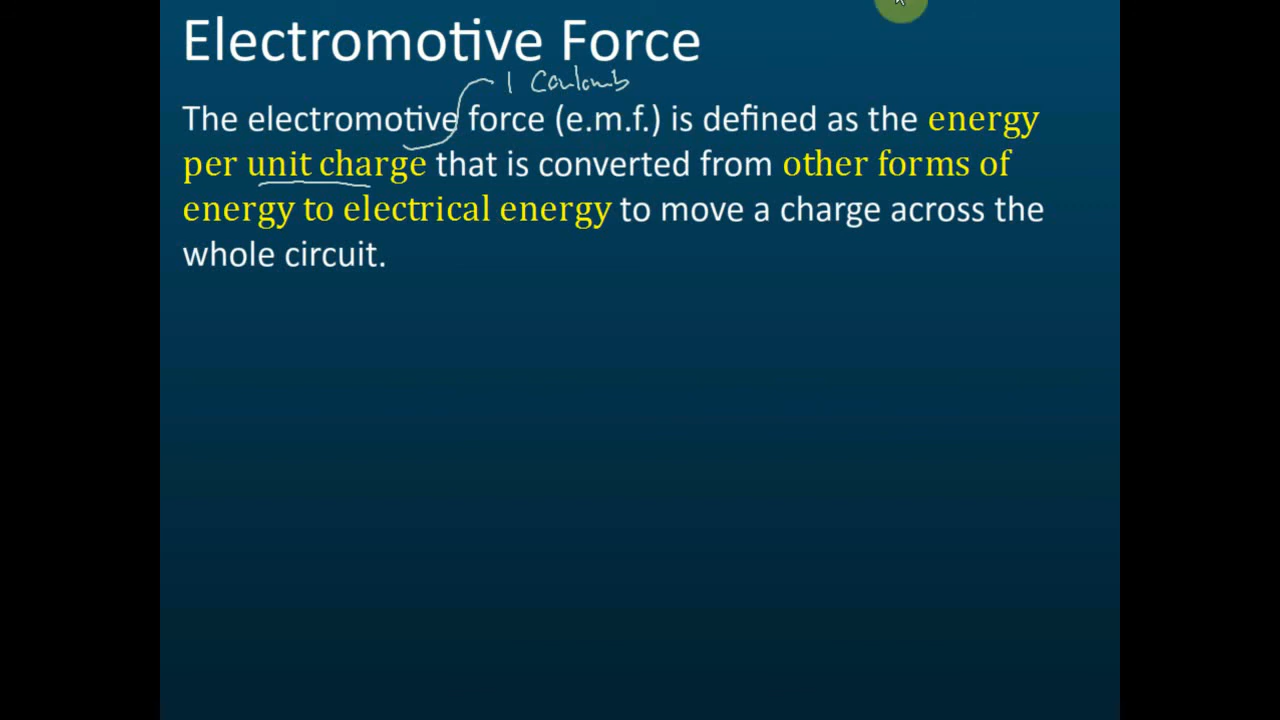 Electromotive Force
1 Coulomb
The electromotive force (e.m.f.) is defined as the energy
per unit charge that is converted from other forms of
energy to electrical energy to move a charge across the
whole circuit.